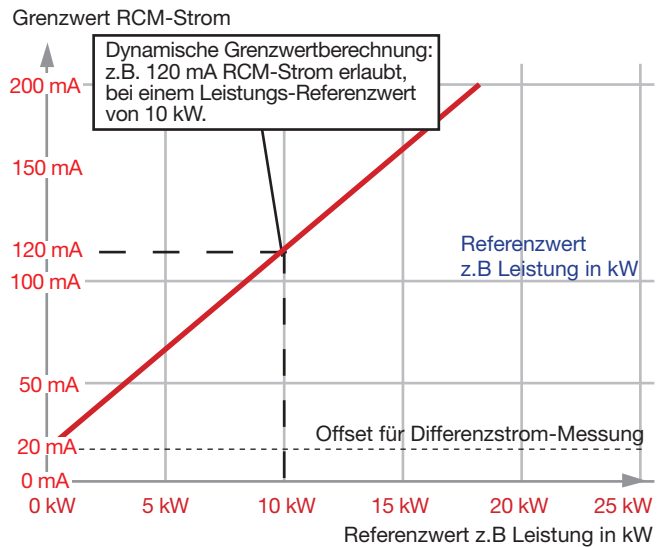 Grenzwert RCM-Strom
Dynamische Grenzwertberechnung:
z.B. 120 mA RCM-Strom erlaubt,
bei einem Leistungs-Referenzwert
von 10 kW.
200 mA
150 mA
120 mA
Referenzwert
z.B Leistung in kW
100 mA
50 mA
Offset für Differenzstrom-Messung
20 mA
0 mA
0 kW 5 kW 10 kW 15 kW 20 kW 25 kW
Referenzwert z.B Leistung in kW